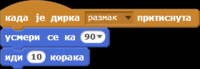 када је дирка размак притиснута
усмери се ка 90
иди 10 корака